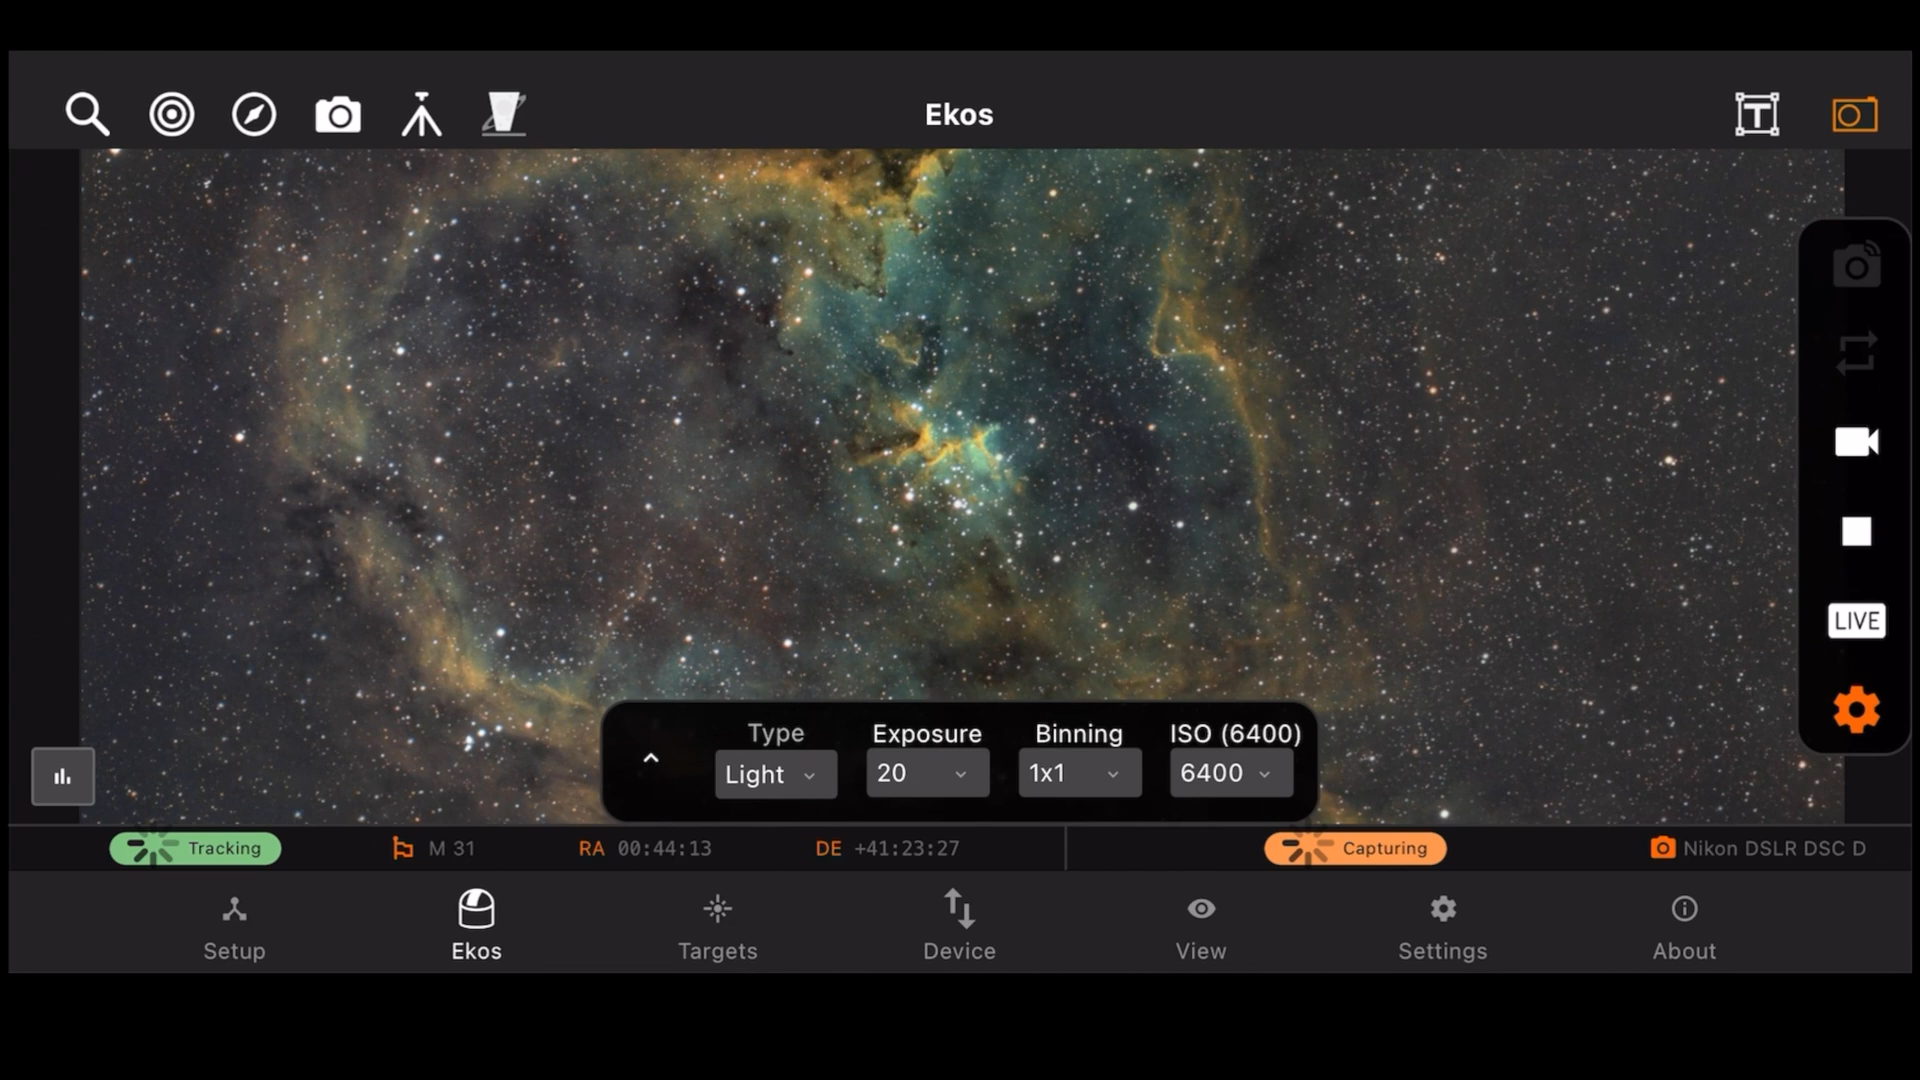 Ekos
T
LIVE
Type Exposure Binning ISO (6400)
Light 20 1x1 6400
Tracking M 31 RA 00:44:13 DE +41:23:27 Capturing Nikon DSLR DSC D
Setup Ekos Targets Device View Settings About